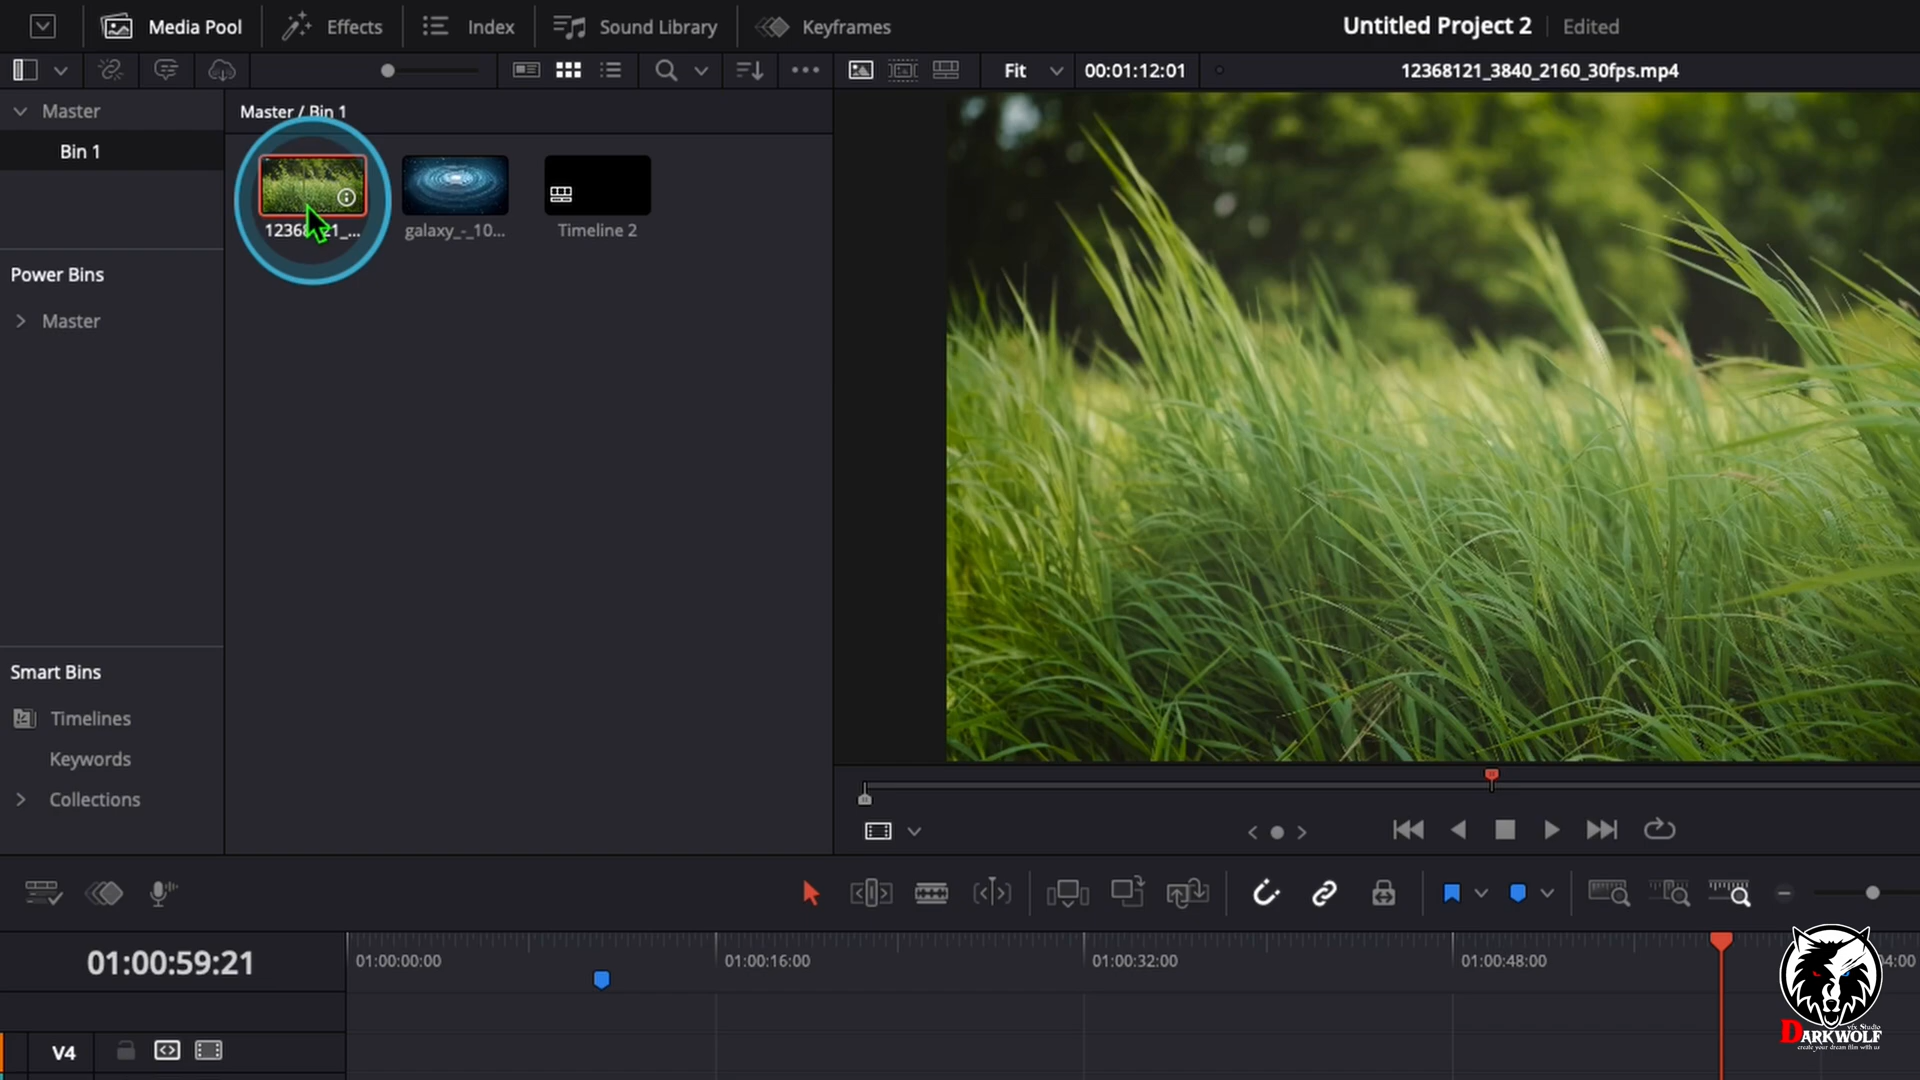 Media Pool
Effects
Index
Sound Library
Keyframes
Untitled Project 2
Edited
Fit
00:01:12:01
12368121_3840_2160_30fps.mp4
Master
Master / Bin 1
Bin 1
galaxy_-_10...
Timeline 2
Power Bins
Master
Smart Bins
Timelines
Keywords
Collections
01:00:59:21
01:00:00:00
01:00:16:00
01:00:32:00
01:00:48:00
04:00
V4
vfx Studio
DARKWOLF
create your dream film with us